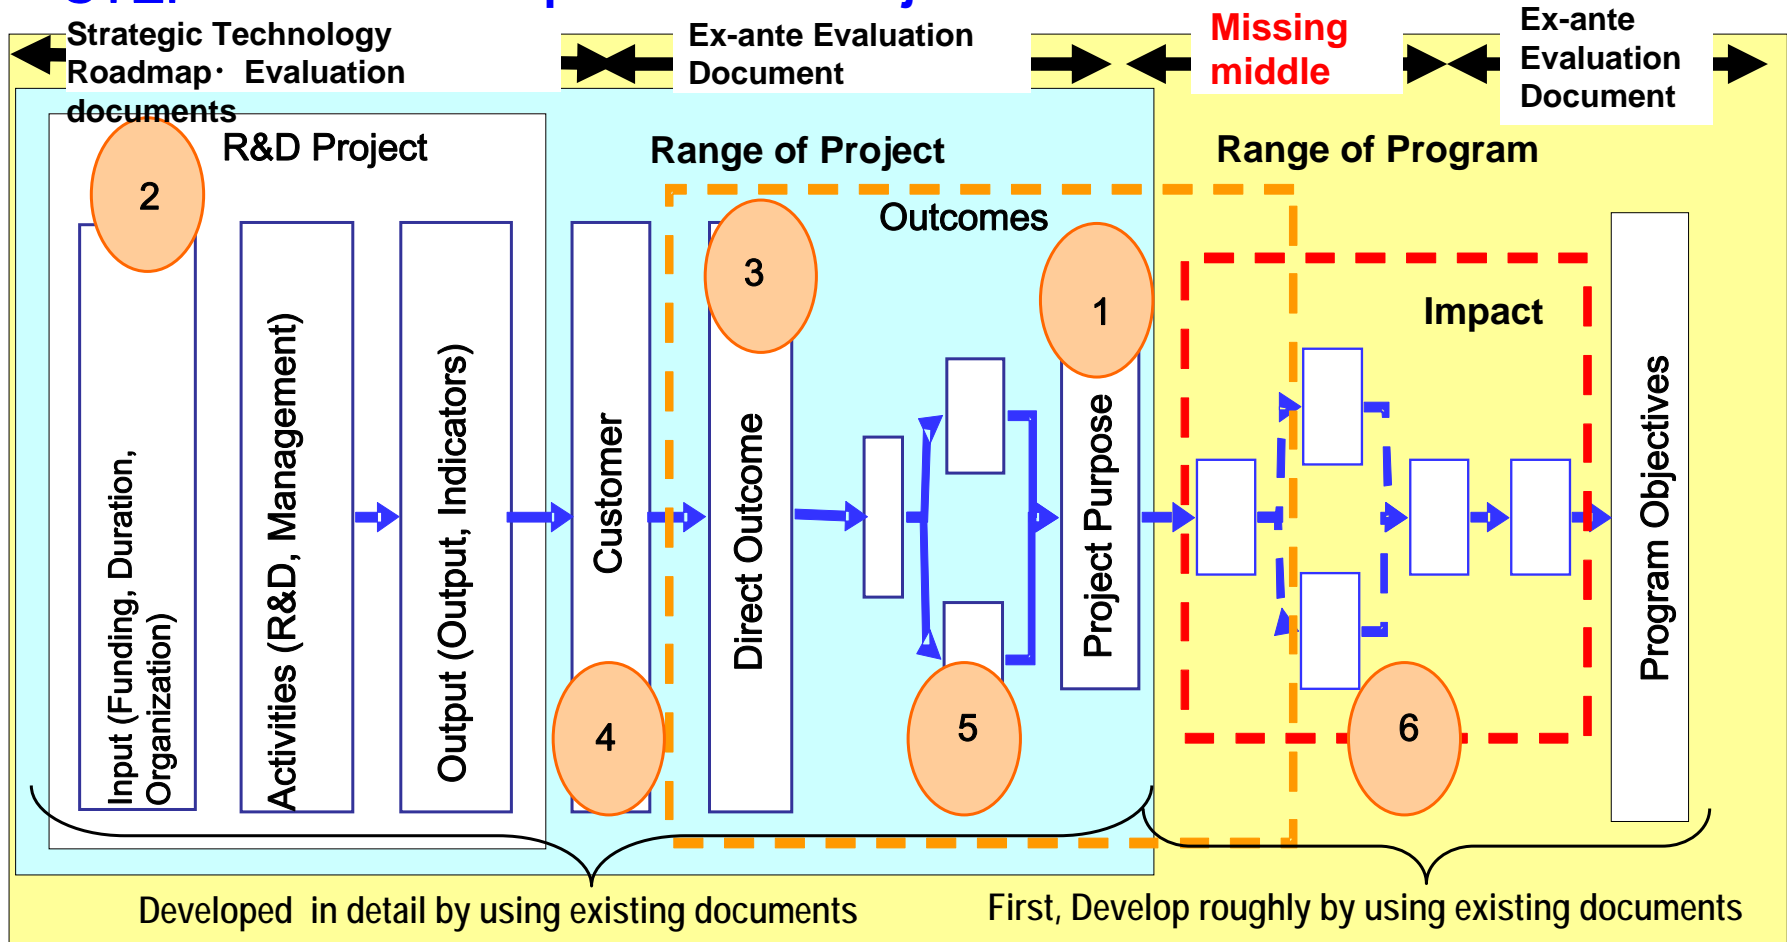 Strategic Technology
Roadmap・ Evaluation
documents
Ex-ante Evaluation
Document
Missing
middle
Ex-ante
Evaluation
Document
R&D Project
Range of Project
Range of Program
2
Outcomes
3
1
Impact
Input (Funding, Duration,
Organization)
Activities (R&D, Management)
Output (Output, Indicators)
Customer
Direct Outcome
Project Purpose
Program Objectives
4
5
6
Developed in detail by using existing documents
First, Develop roughly by using existing documents